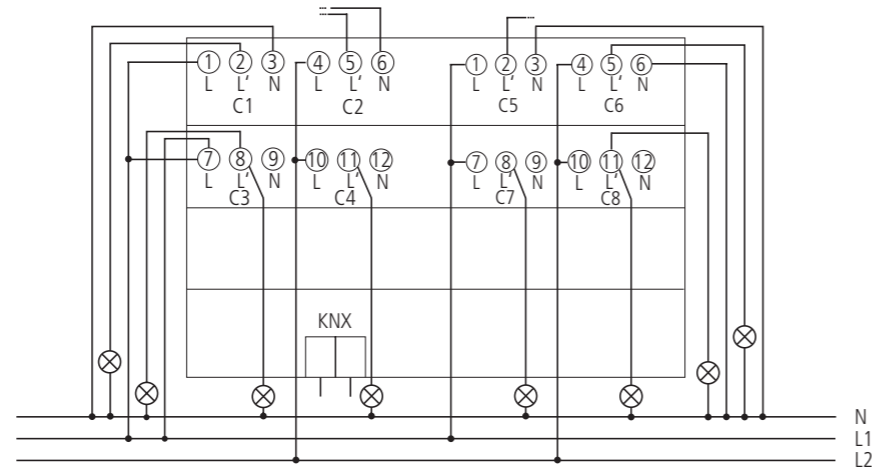 1 2 3 4 5 6 1 2 3 4 5 6
L L' N L L' N L L' N L L' N
C1 C2 C5 C6
7 8 9 10 11 12 7 8 9 10 11 12
L L' N L L' N L L' N L L' N
C3 C4 C7 C8
KNX
N
L1
L2